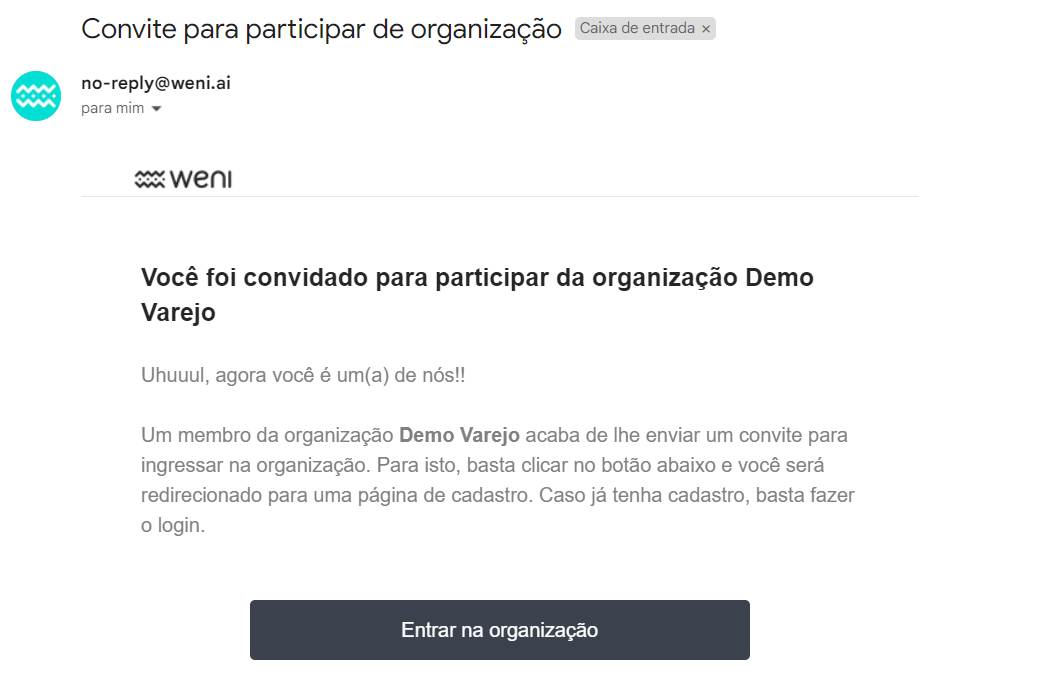 Convite para participar de organização
Caixa de entrada ×
no-reply@weni.ai
para mim
weni
Você foi convidado para participar da organização Demo
Varejo
Uhuuul, agora você é um(a) de nós!!
Um membro da organização Demo Varejo acaba de lhe enviar um convite para
ingressar na organização. Para isto, basta clicar no botão abaixo e você será
redirecionado para uma página de cadastro. Caso já tenha cadastro, basta fazer
o login.
Entrar na organização